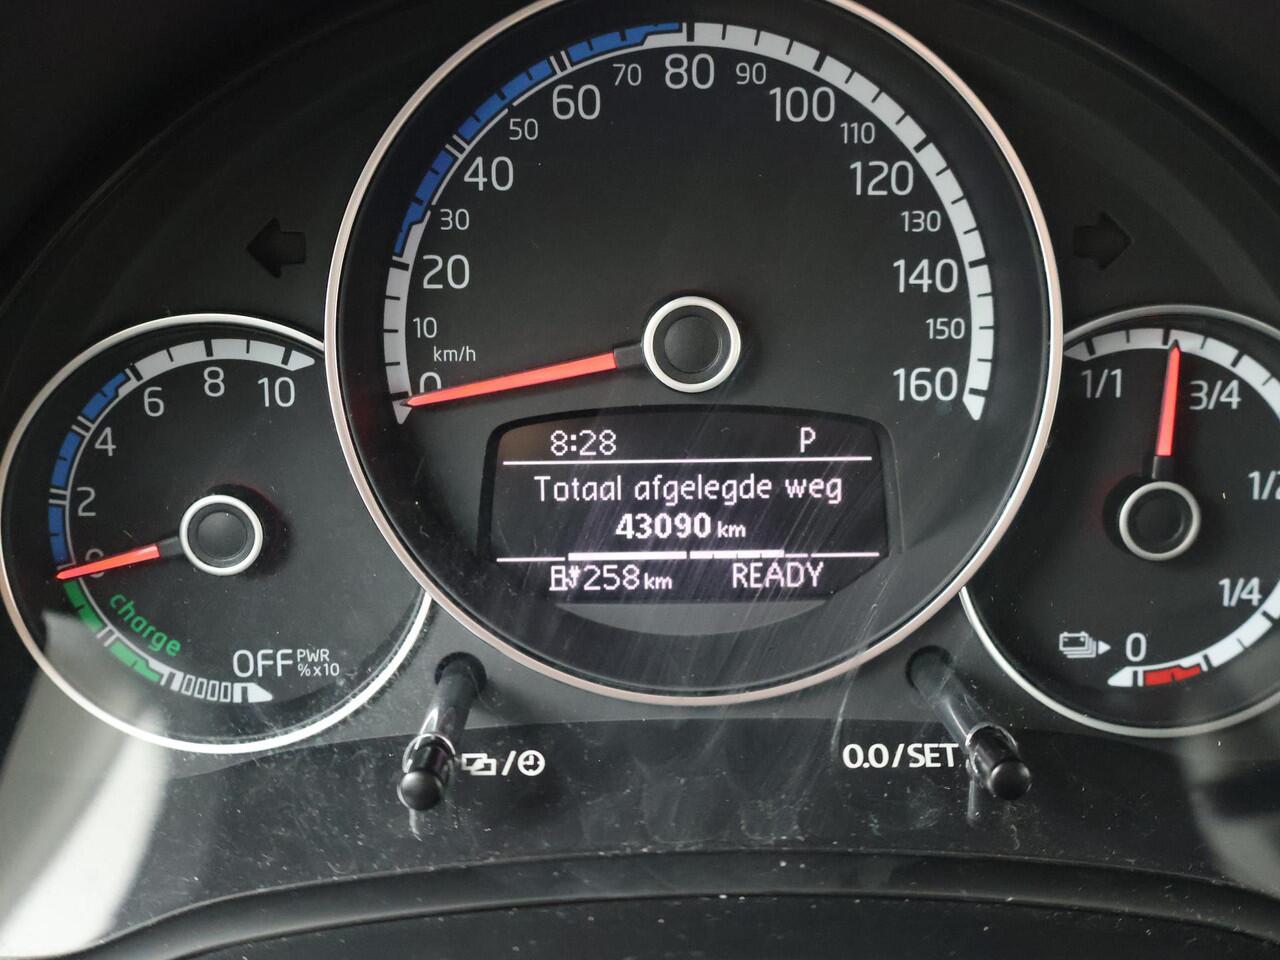 70 80 90
60 100
50 110
40 120
30 130
20 140
10 150
km/h
0 160
8:28 P
Totaal afgelegde weg
43090 km
258 km READY
6 8 10
4
2
0
charge
OFF PWR
%x10
1/1 3/4
1/2
1/4
0
0.0/SET